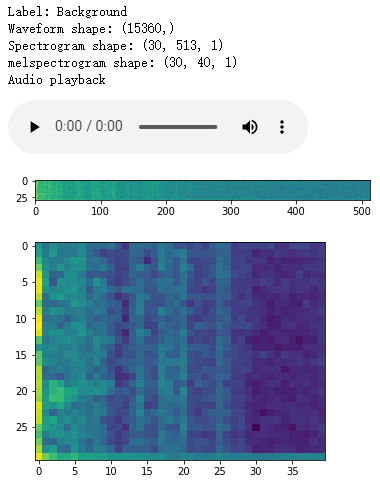 Label: Background
Waveform shape: (15360,)
Spectrogram shape: (30, 513, 1)
melspectrogram shape: (30, 40, 1)
Audio playback
0:00 / 0:00
0
25
0 100 200 300 400 500
0
5
10
15
20
25
0 5 10 15 20 25 30 35